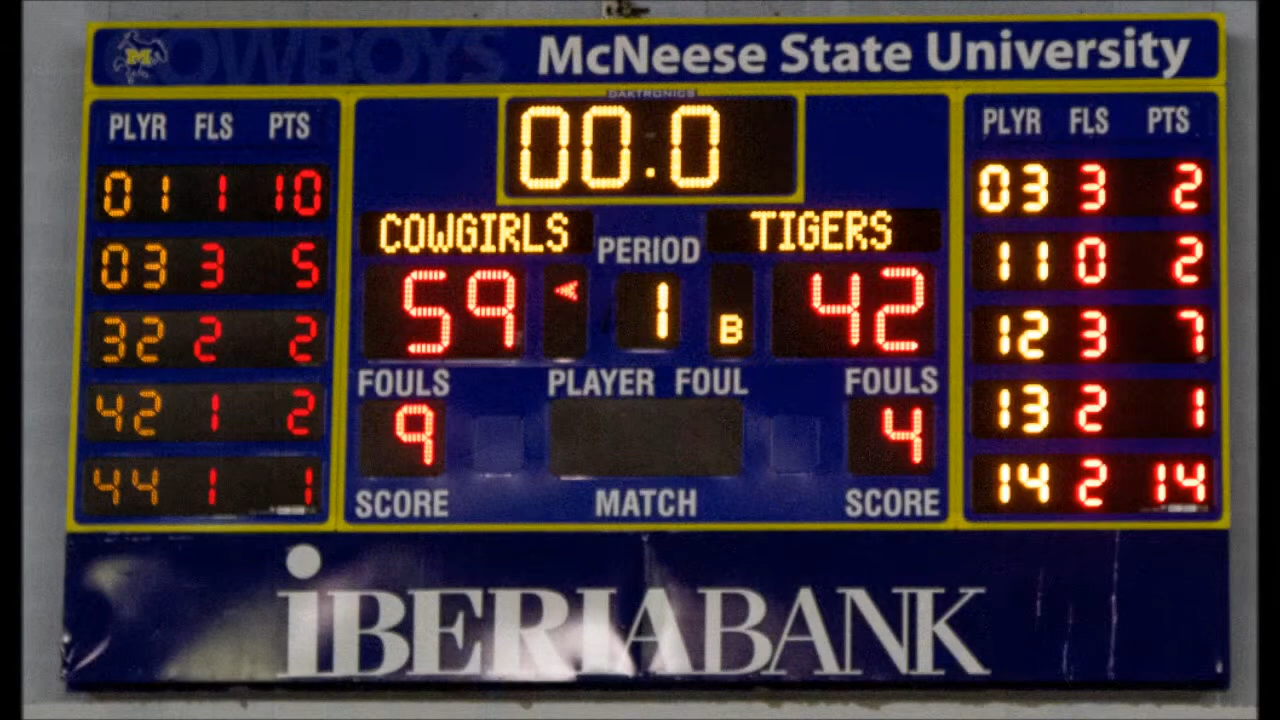 M COWBOYS McNeese State University
DAKTRONICS
00.0
PLYR FLS PTS
01 1 10
03 3 5
32 2 2
42 1 2
44 1 1
COWGIRLS PERIOD TIGERS
59 1 B 42
FOULS PLAYER FOUL FOULS
9 4
SCORE MATCH SCORE
PLYR FLS PTS
03 3 2
11 0 2
12 3 7
13 2 1
14 2 14
iBERIABANK